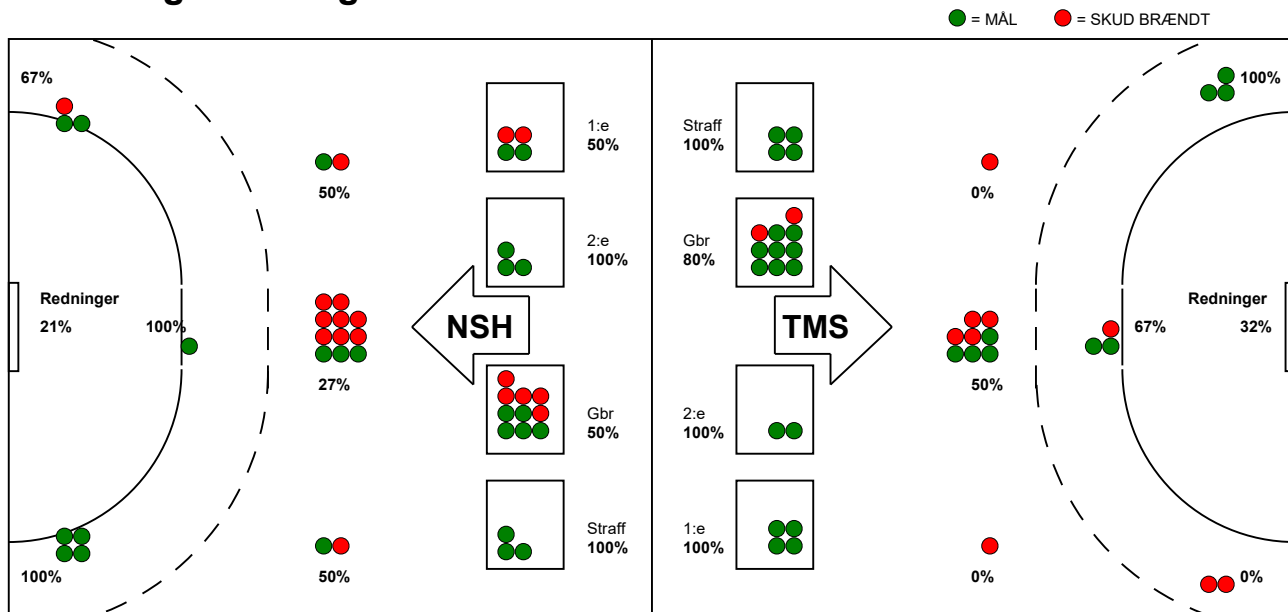 = MÅL
= SKUD BRÆNDT
67%
1:e
50%
Straff
100%
100%
50%
0%
2:e
100%
Gbr
80%
Redninger
21%
100%
NSH
TMS
67%
Redninger
32%
27%
50%
Gbr
50%
2:e
100%
Straff
100%
1:e
100%
100%
50%
0%
0%